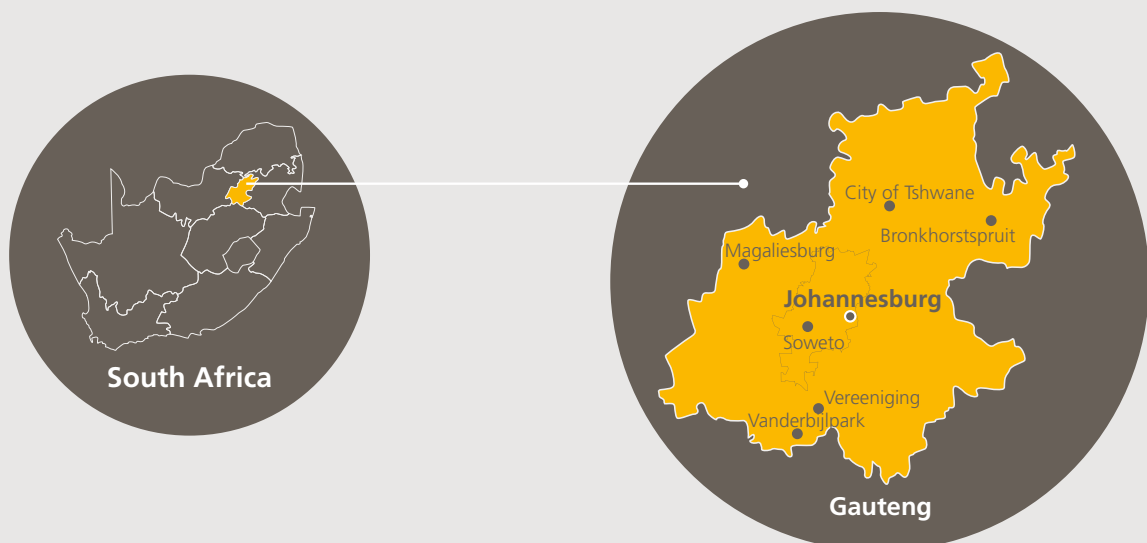 South Africa
City of Tshwane
Bronkhorstspruit
Magaliesburg
Johannesburg
Soweto
Vereeniging
Vanderbijlpark
Gauteng